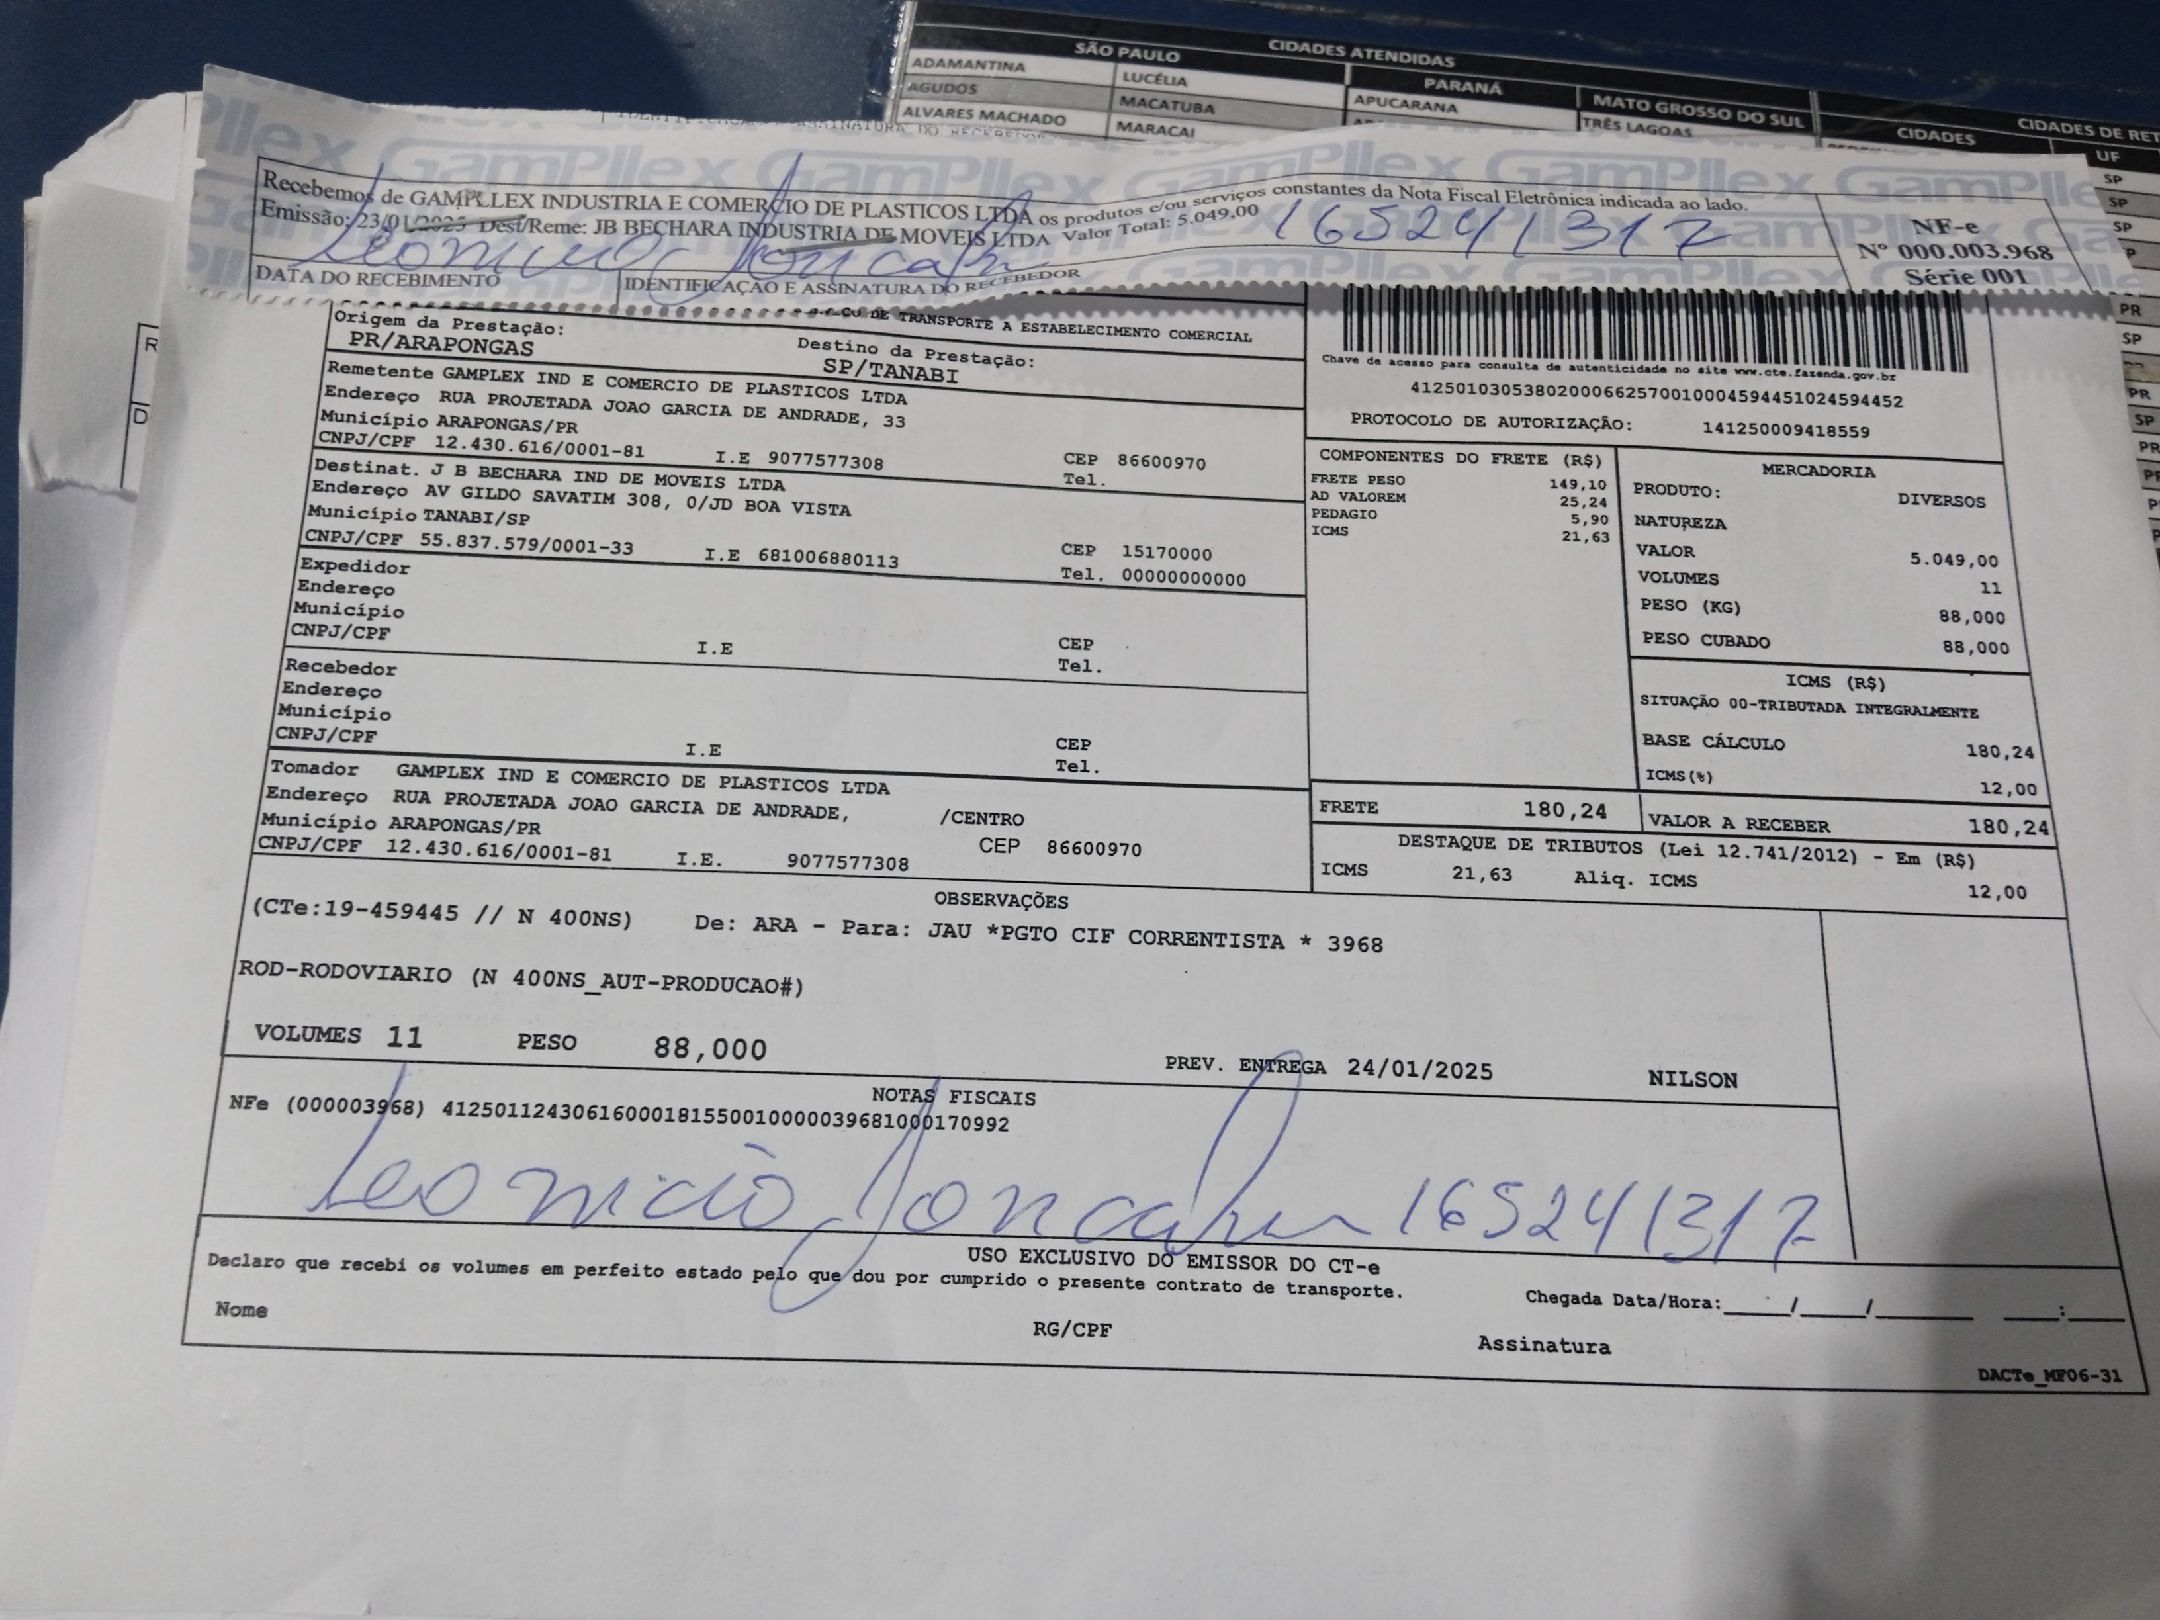 CIDADES ATENDIDAS
SÃO PAULO
PARANÁ
MATO GROSSO DO SUL
CIDADES
CIDADES DE RET
UF
ADAMANTINA
LUCÉLIA
APUCARANA
TRÊS LAGOAS
AGUDOS
MACATUBA
ALVARES MACHADO
MARACAI
GamPllex
Recebemos de GAMPLLEX INDUSTRIA E COMERCIO DE PLASTICOS LTDA os produtos e/ou serviços constantes da Nota Fiscal Eletrônica indicada ao lado.
Emissão: 23/01/2025 Dest/Reme: JB BECHARA INDUSTRIA DE MOVEIS LTDA Valor Total: 5.049,00
165241317
NF-e
Nº 000.003.968
Série 001
DATA DO RECEBIMENTO
IDENTIFICAÇÃO E ASSINATURA DO RECEBEDOR
DE TRANSPORTE A ESTABELECIMENTO COMERCIAL
Origem da Prestação:
PR/ARAPONGAS
Destino da Prestação:
SP/TANABI
Chave de acesso para consulta de autenticidade no site www.cte.fazenda.gov.br
41250103053802000662570010004594451024594452
PROTOCOLO DE AUTORIZAÇÃO: 141250009418559
Remetente GAMPLEX IND E COMERCIO DE PLASTICOS LTDA
Endereço RUA PROJETADA JOAO GARCIA DE ANDRADE, 33
Município ARAPONGAS/PR
CNPJ/CPF 12.430.616/0001-81 I.E 9077577308 CEP 86600970
Tel.
Destinat. J B BECHARA IND DE MOVEIS LTDA
Endereço AV GILDO SAVATIM 308, 0/JD BOA VISTA
Município TANABI/SP
CNPJ/CPF 55.837.579/0001-33 I.E 681006880113 CEP 15170000
Tel. 00000000000
Expedidor
Endereço
Município
CNPJ/CPF I.E CEP
Tel.
Recebedor
Endereço
Município
CNPJ/CPF I.E CEP
Tel.
Tomador GAMPLEX IND E COMERCIO DE PLASTICOS LTDA
Endereço RUA PROJETADA JOAO GARCIA DE ANDRADE, /CENTRO
Município ARAPONGAS/PR CEP 86600970
CNPJ/CPF 12.430.616/0001-81 I.E. 9077577308
COMPONENTES DO FRETE (R$)
FRETE PESO 149,10
AD VALOREM 25,24
PEDAGIO 5,90
ICMS 21,63
MERCADORIA
PRODUTO: DIVERSOS
NATUREZA
VALOR 5.049,00
VOLUMES 11
PESO (KG) 88,000
PESO CUBADO 88,000
ICMS (R$)
SITUAÇÃO 00-TRIBUTADA INTEGRALMENTE
BASE CÁLCULO 180,24
ICMS(%) 12,00
FRETE 180,24
VALOR A RECEBER 180,24
DESTAQUE DE TRIBUTOS (Lei 12.741/2012) - Em (R$)
ICMS 21,63 Aliq. ICMS 12,00
OBSERVAÇÕES
(CTe:19-459445 // N 400NS) De: ARA - Para: JAU *PGTO CIF CORRENTISTA * 3968
ROD-RODOVIARIO (N 400NS_AUT-PRODUCAO#)
VOLUMES 11 PESO 88,000
PREV. ENTREGA 24/01/2025 NILSON
NOTAS FISCAIS
NFe (000003968) 41250112430616000181550010000039681000170992
165241317
USO EXCLUSIVO DO EMISSOR DO CT-e
Declaro que recebi os volumes em perfeito estado pelo que dou por cumprido o presente contrato de transporte.
Chegada Data/Hora:____/____/______ ___:___
Nome
RG/CPF
Assinatura
DACTe_MF06-31